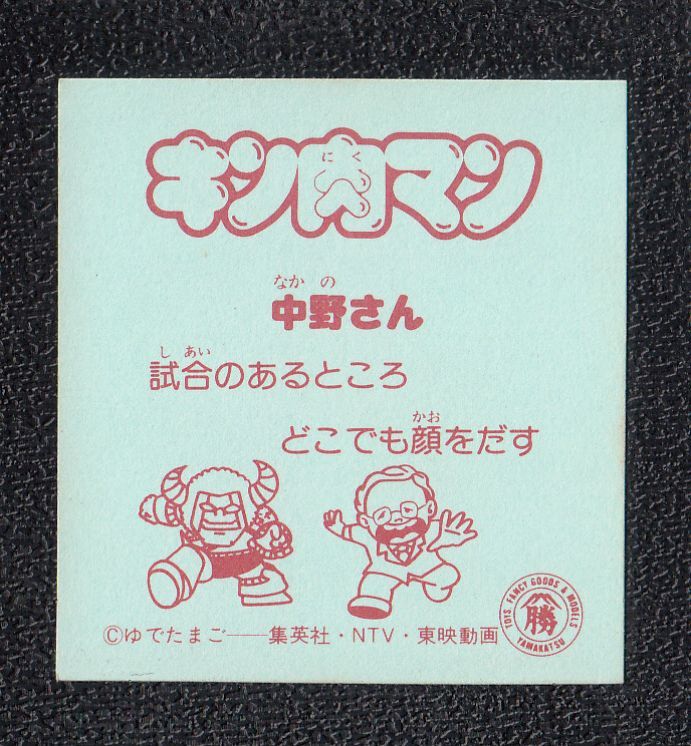 キン肉マン
にく
なかの
中野さん
しあい
試合のあるところ
かお
どこでも顔をだす
©ゆでたまご──集英社・NTV・東映動画
TOYS. FANCY GOODS & MODELS
勝
YAMAKATSU